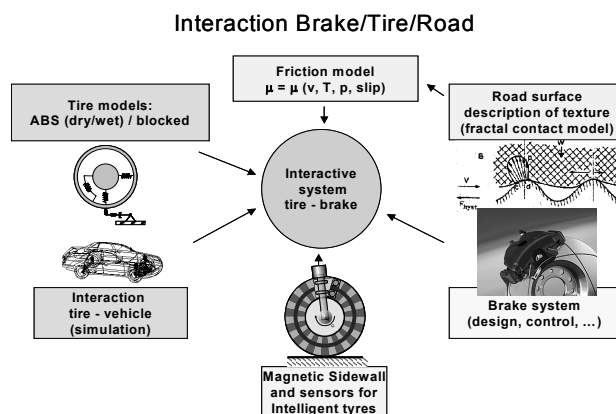 Interaction Brake/Tire/Road
Friction model
μ = μ (v, T, p, slip)
Tire models:
ABS (dry/wet) / blocked
Road surface
description of texture
(fractal contact model)
Interactive
system
tire - brake
B
W
V
F hyst.
d
Interaction
tire - vehicle
(simulation)
Brake system
(design, control, ...)
Magnetic Sidewall
and sensors for
Intelligent tyres